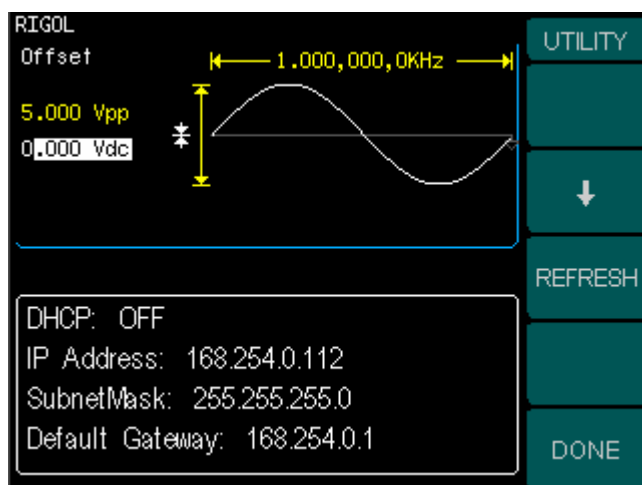 RIGOL
Offset
1.000,000,0KHz
5.000 Vpp
0.000 Vdc
UTILITY
REFRESH
DONE
DHCP: OFF
IP Address: 168.254.0.112
SubnetMask: 255.255.255.0
Default Gateway: 168.254.0.1